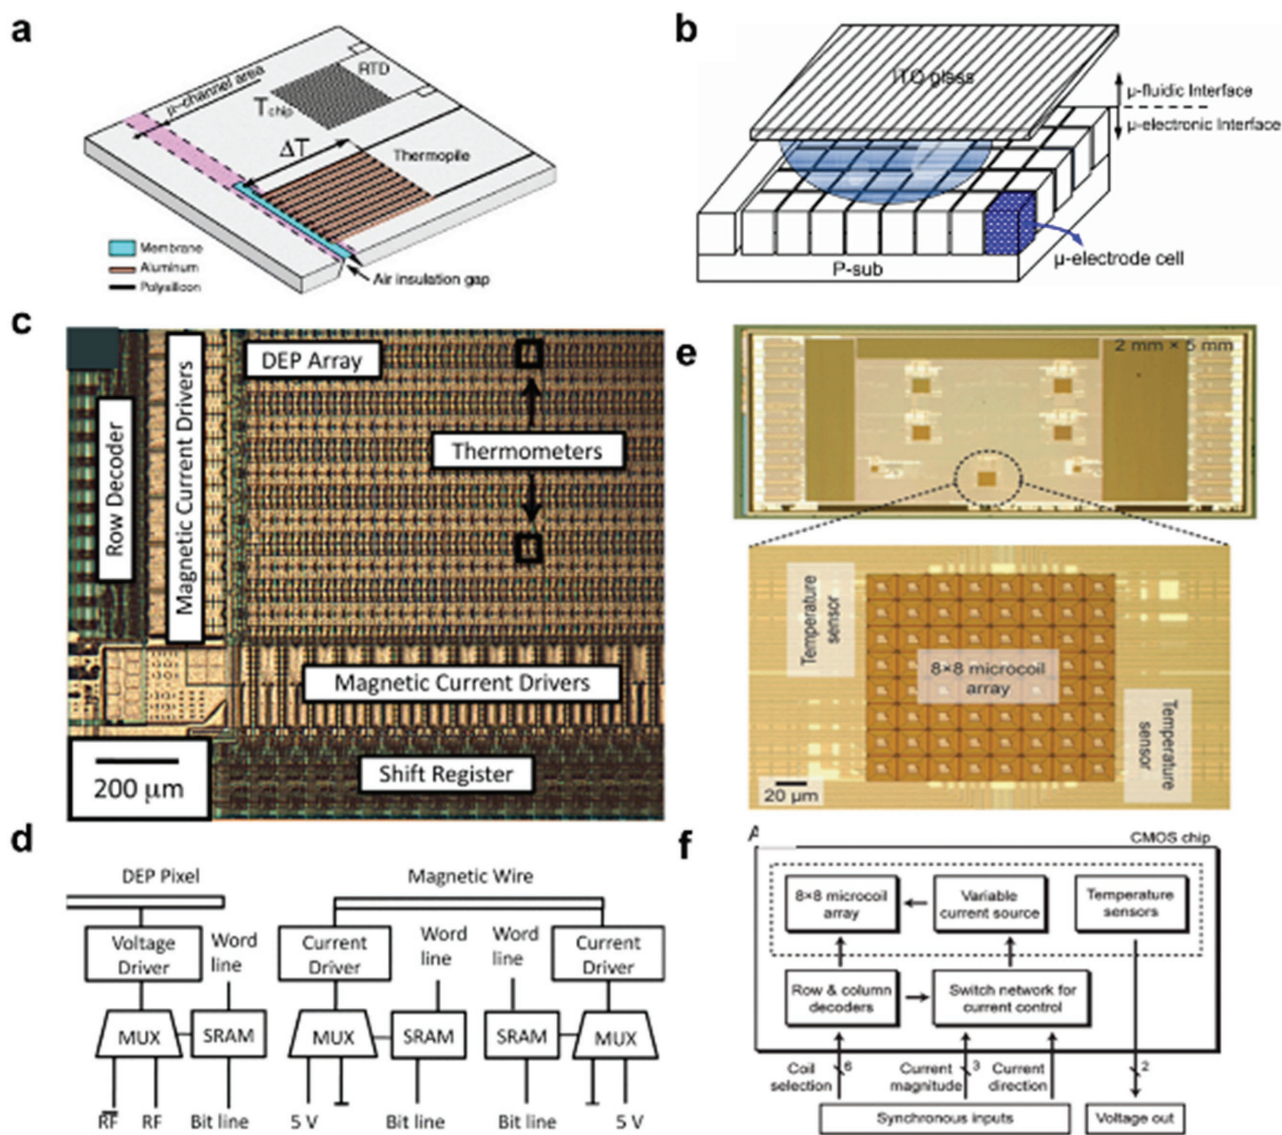 a
μ-channel area
RTD
T chip
ΔT
Thermopile
Membrane
Aluminum
Polysilicon
Air insulation gap
b
ITO glass
μ-fluidic Interface
μ-electronic Interface
P-sub
μ-electrode cell
c
Row Decoder
Magnetic Current Drivers
DEP Array
Thermometers
Magnetic Current Drivers
Shift Register
200 μm
e
2 mm × 5 mm
Temperature
sensor
8×8 microcoil
array
Temperature
sensor
20 μm
d
DEP Pixel
Magnetic Wire
Voltage
Driver
Word
line
Current
Driver
Word
line
Word
line
Current
Driver
MUX
SRAM
MUX
SRAM
SRAM
MUX
RF
RF
Bit line
5 V
Bit line
Bit line
5 V
f
CMOS chip
8×8 microcoil
array
Variable
current source
Temperature
sensors
Row & column
decoders
Switch network for
current control
Coil
selection
6
Current
magnitude
3
Current
direction
2
Synchronous inputs
Voltage out